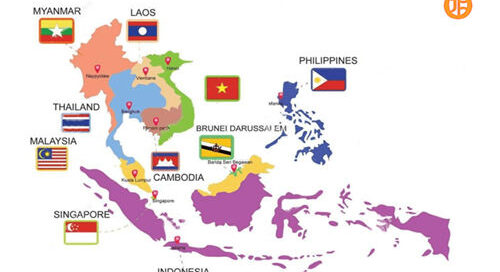 MYANMAR
LAOS
PHILIPPINES
Hanoi
Naypyidaw
Vientiane
Manila
THAILAND
Bangkok
Phnom penh
BRUNEI DARUSSALEM
MALAYSIA
Bandar Seri Begawan
CAMBODIA
Kuala Lumpur
Singapore
SINGAPORE
Jakarta
INDONESIA